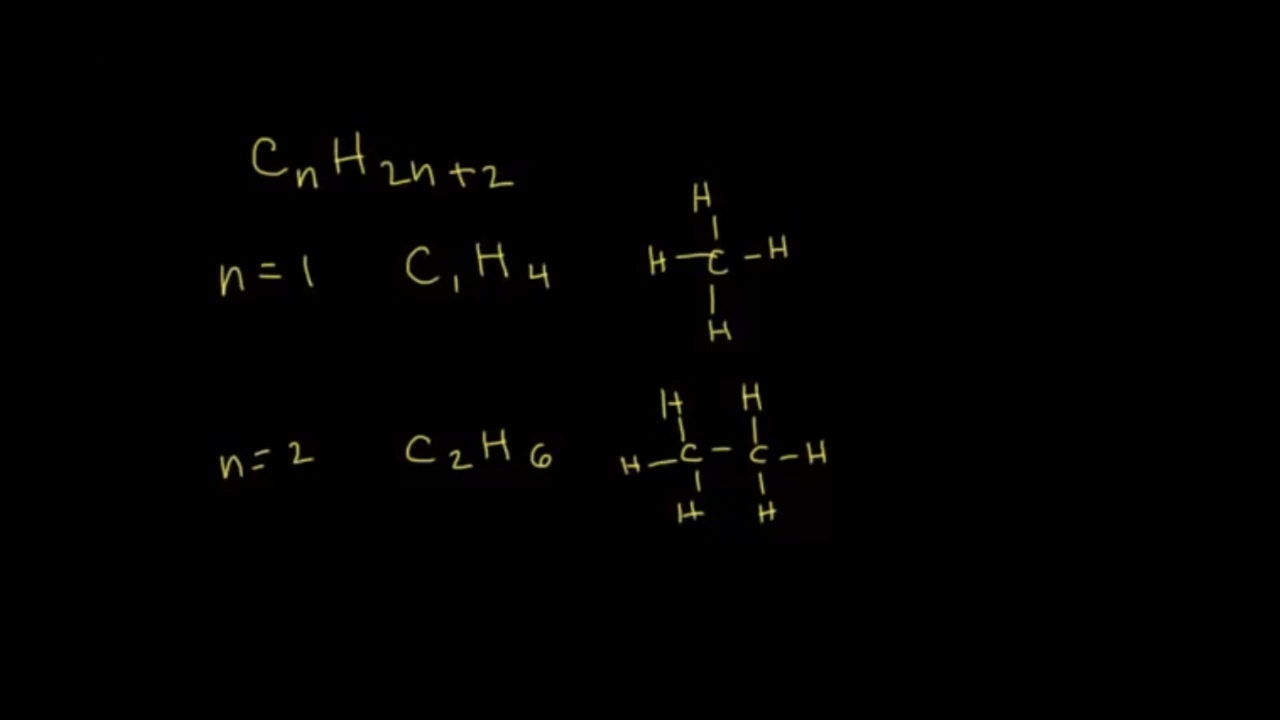 CnH2n+2
H
n = 1 C1H4 H-C-H
H
H H
n = 2 C2H6 H-C-C-H
H H